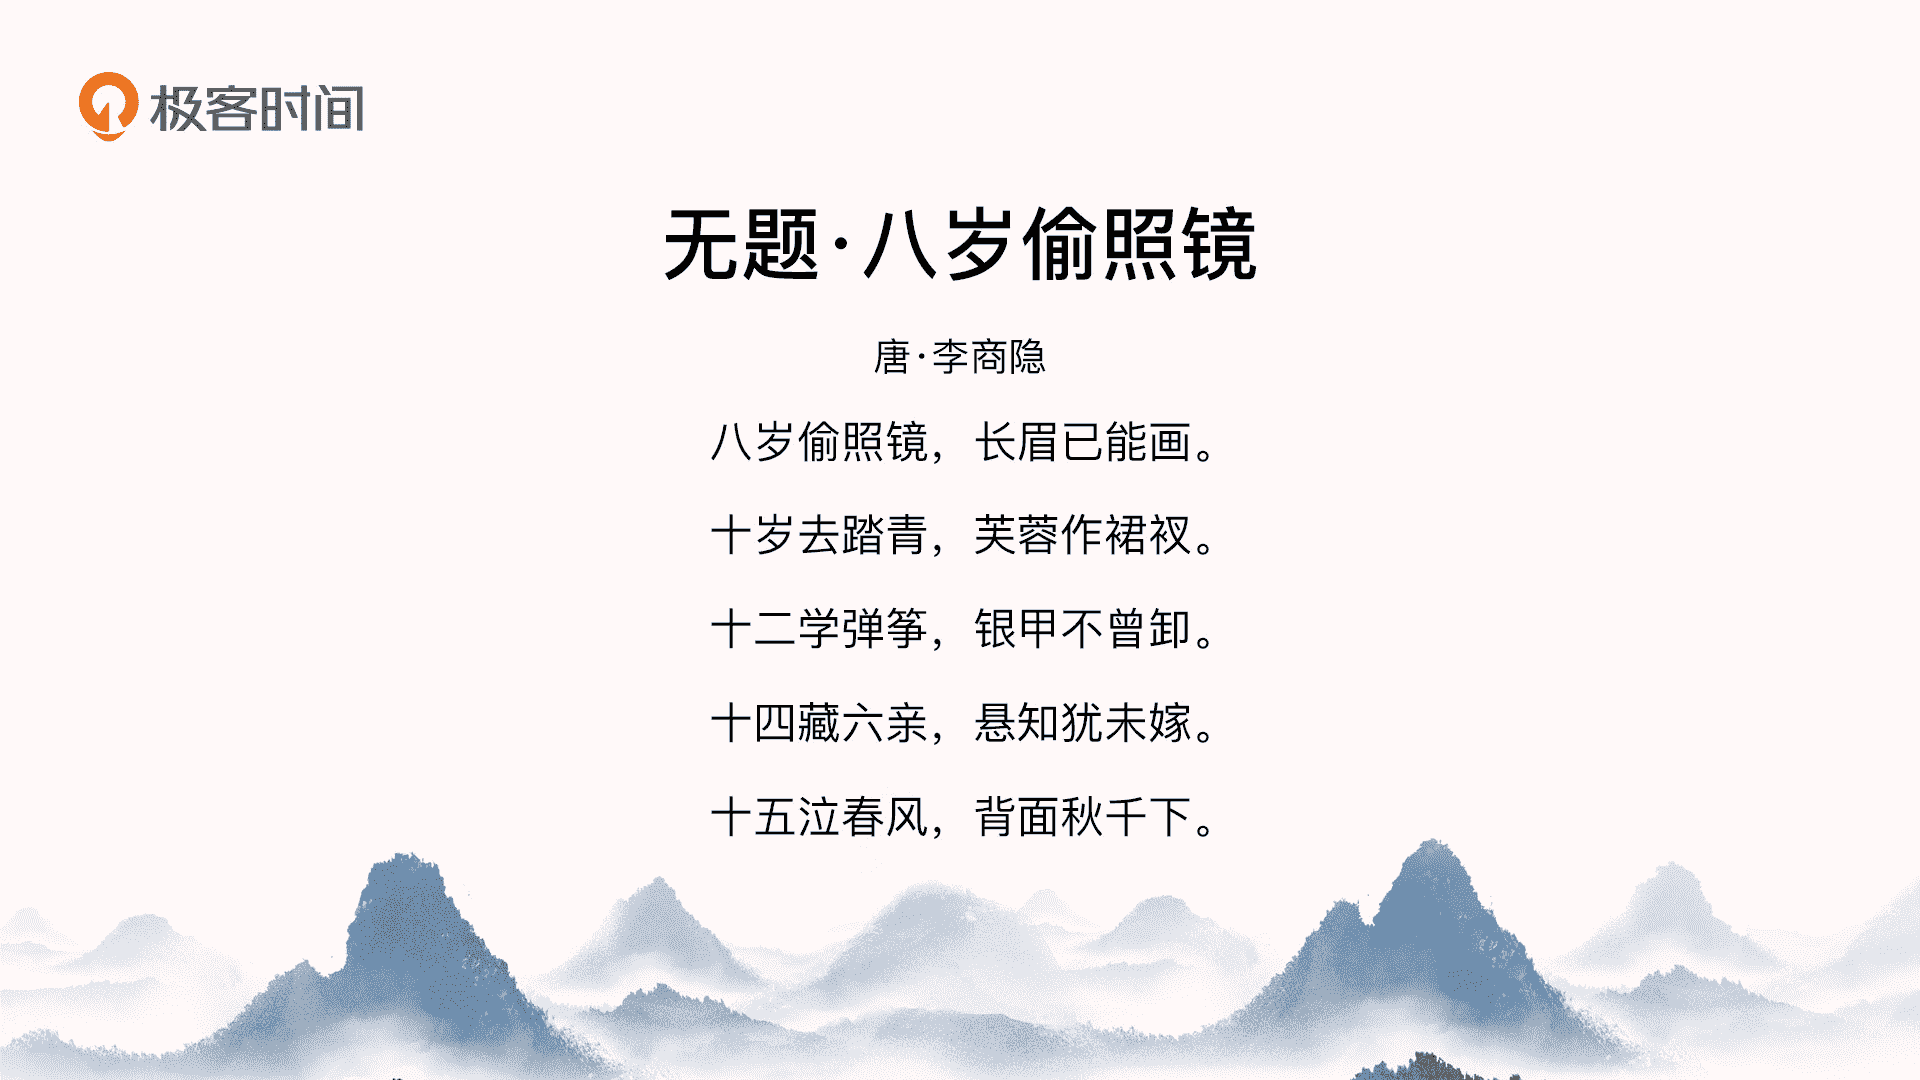 极客时间
无题·八岁偷照镜
唐·李商隐
八岁偷照镜，长眉已能画。
十岁去踏青，芙蓉作裙衩。
十二学弹筝，银甲不曾卸。
十四藏六亲，悬知犹未嫁。
十五泣春风，背面秋千下。